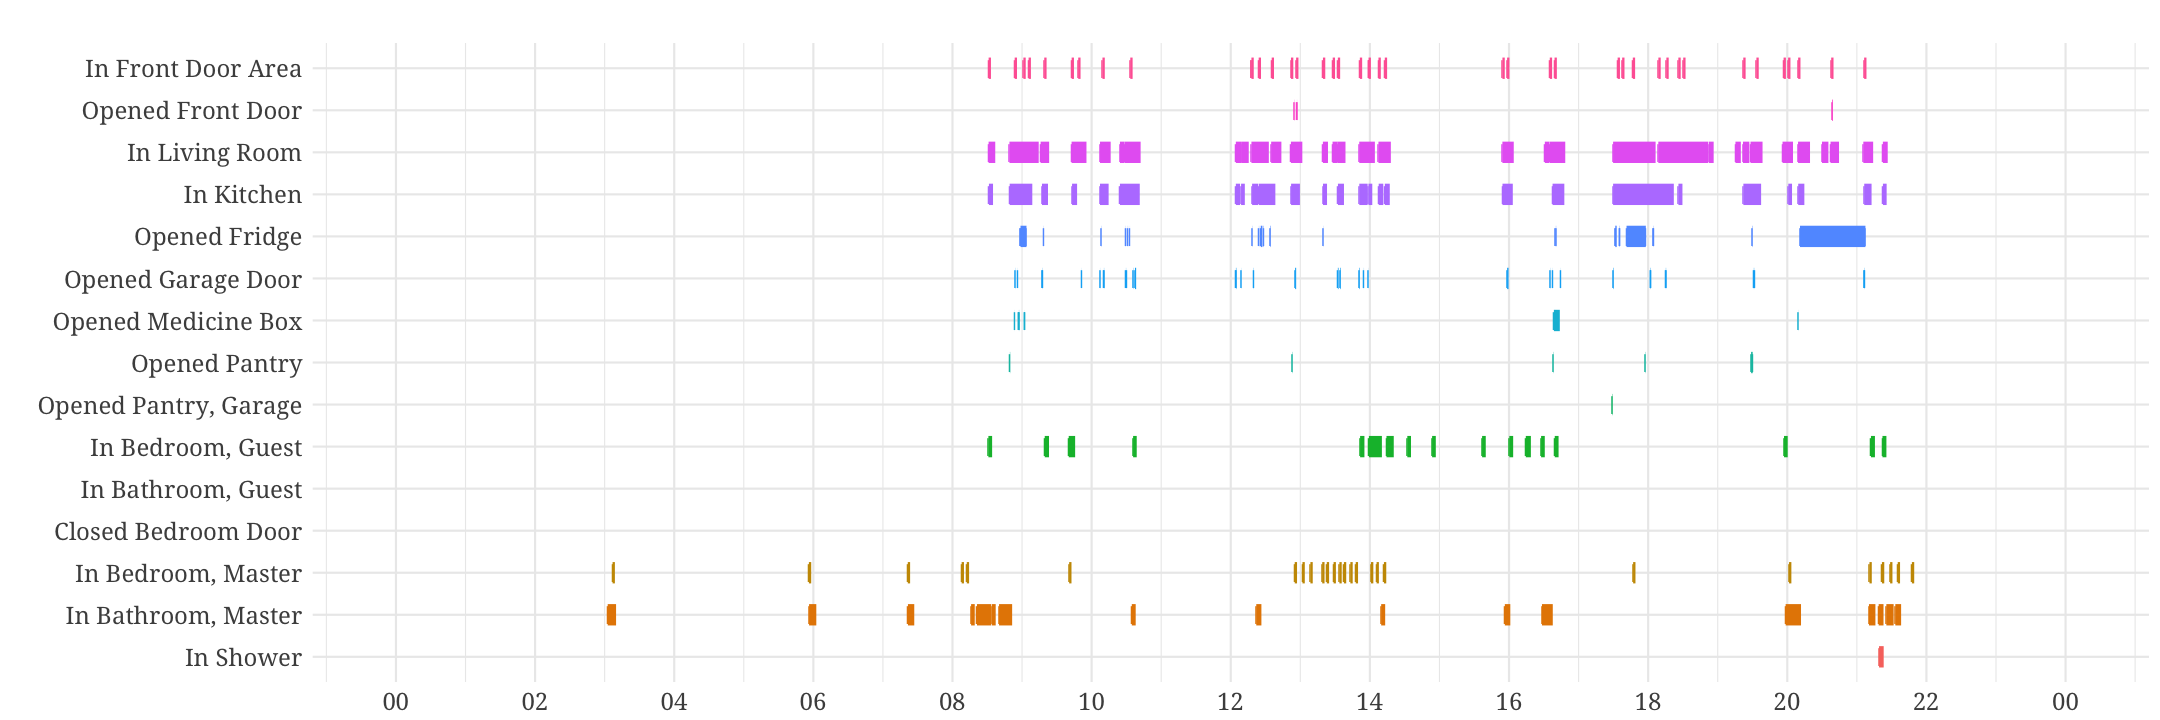 In Front Door Area
Opened Front Door
In Living Room
In Kitchen
Opened Fridge
Opened Garage Door
Opened Medicine Box
Opened Pantry
Opened Pantry, Garage
In Bedroom, Guest
In Bathroom, Guest
Closed Bedroom Door
In Bedroom, Master
In Bathroom, Master
In Shower
00 02 04 06 08 10 12 14 16 18 20 22 00